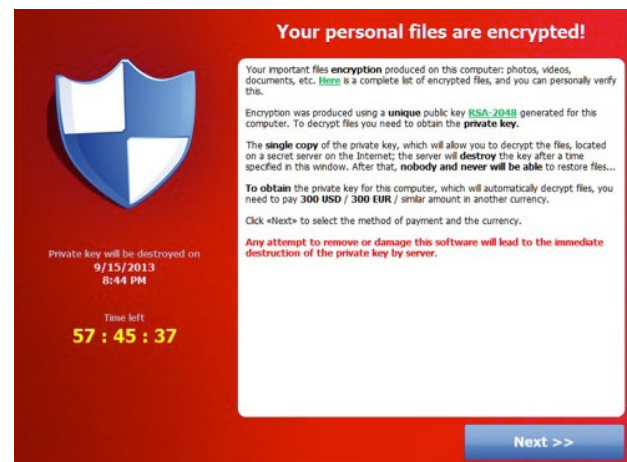 Your personal files are encrypted!
Your important files encryption produced on this computer: photos, videos,
documents, etc. Here is a complete list of encrypted files, and you can personally verify
this.
Encryption was produced using a unique public key RSA-2048 generated for this
computer. To decrypt files you need to obtain the private key.
The single copy of the private key, which will allow you to decrypt the files, located
on a secret server on the Internet; the server will destroy the key after a time
specified in this window. After that, nobody and never will be able to restore files...
To obtain the private key for this computer, which will automatically decrypt files, you
need to pay 300 USD / 300 EUR / similar amount in another currency.
Click «Next» to select the method of payment and the currency.
Any attempt to remove or damage this software will lead to the immediate
destruction of the private key by server.
Private key will be destroyed on
9/15/2013
8:44 PM
Time left
57 : 45 : 37
Next >>